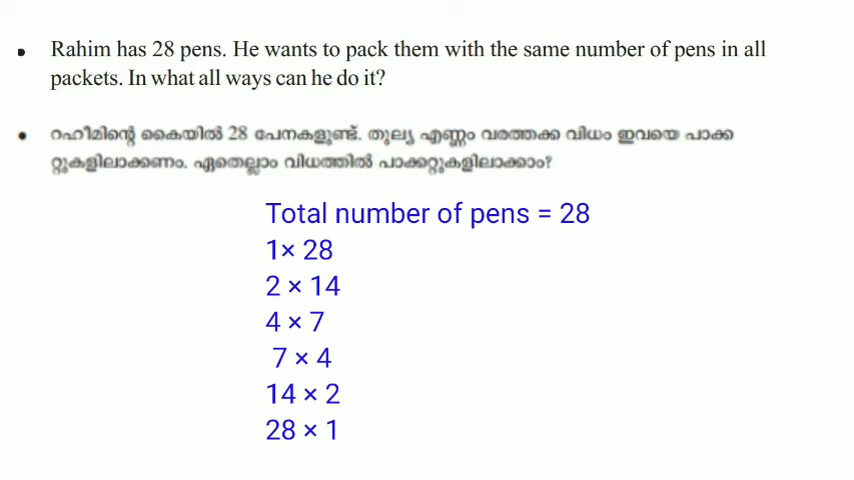 • Rahim has 28 pens. He wants to pack them with the same number of pens in all
packets. In what all ways can he do it?
• റഹീമിന്റെ കൈയിൽ 28 പേനകളുണ്ട്. തുല്യ എണ്ണം വരത്തക്ക വിധം ഇവയെ പാക്ക
റ്റുകളിലാക്കണം. ഏതെല്ലാം വിധത്തിൽ പാക്കറ്റുകളിലാക്കാം?
Total number of pens = 28
1× 28
2 × 14
4 × 7
7 × 4
14 × 2
28 × 1